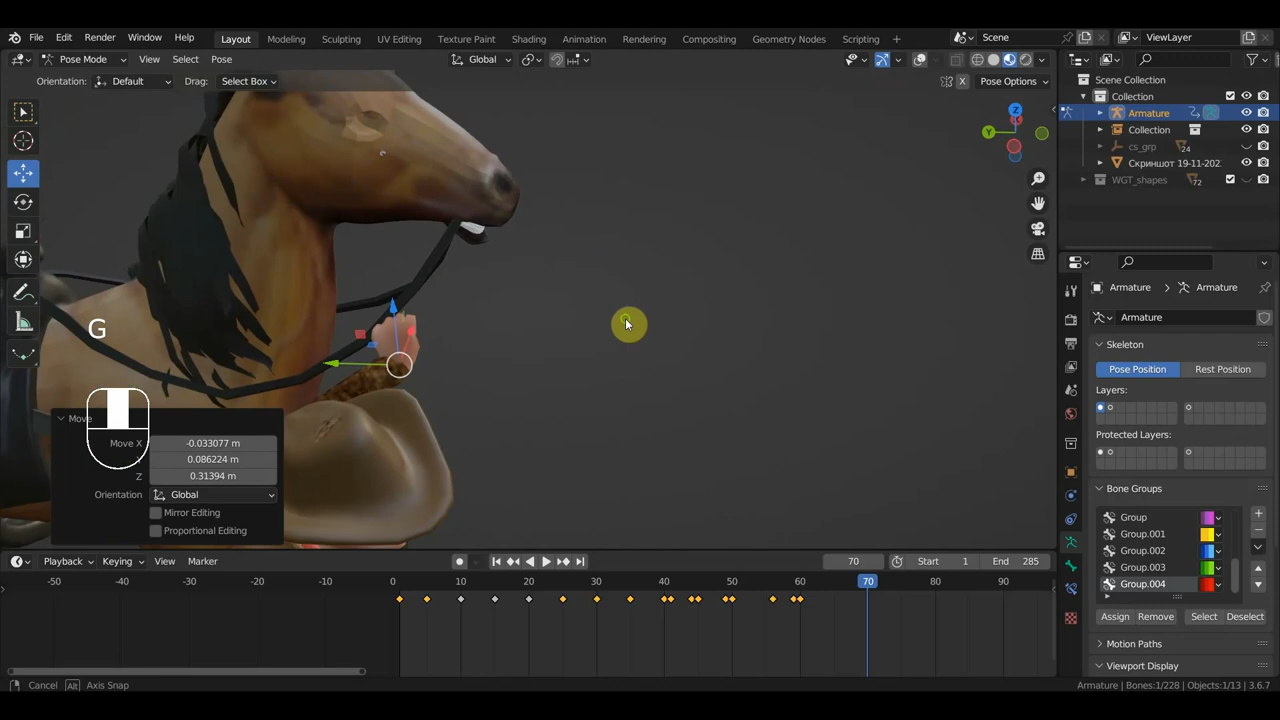 File Edit Render Window Help Layout Modeling Sculpting UV Editing Texture Paint Shading Animation Rendering Compositing Geometry Nodes Scripting + Scene ViewLayer
Pose Mode View Select Pose Global
Orientation: Default Drag: Select Box X Pose Options
Scene Collection
Collection
Armature
Collection
cs_grp 24
Скриншот 19-11-202
WGT_shapes 72
Z
Y
G
Armature Armature
Armature
Skeleton
Pose Position Rest Position
Layers:
Protected Layers:
Bone Groups
Group
Group.001
Group.002
Group.003
Group.004
Assign Remove Select Deselect
Motion Paths
Viewport Display
Move
Move X -0.033077 m
0.086224 m
Z 0.31394 m
Orientation Global
Mirror Editing
Proportional Editing
Playback Keying View Marker 70 Start 1 End 285
-50 -40 -30 -20 -10 0 10 20 30 40 50 60 70 80 90
Cancel Alt Axis Snap Armature | Bones:1/228 | Objects:1/13 | 3.6.7